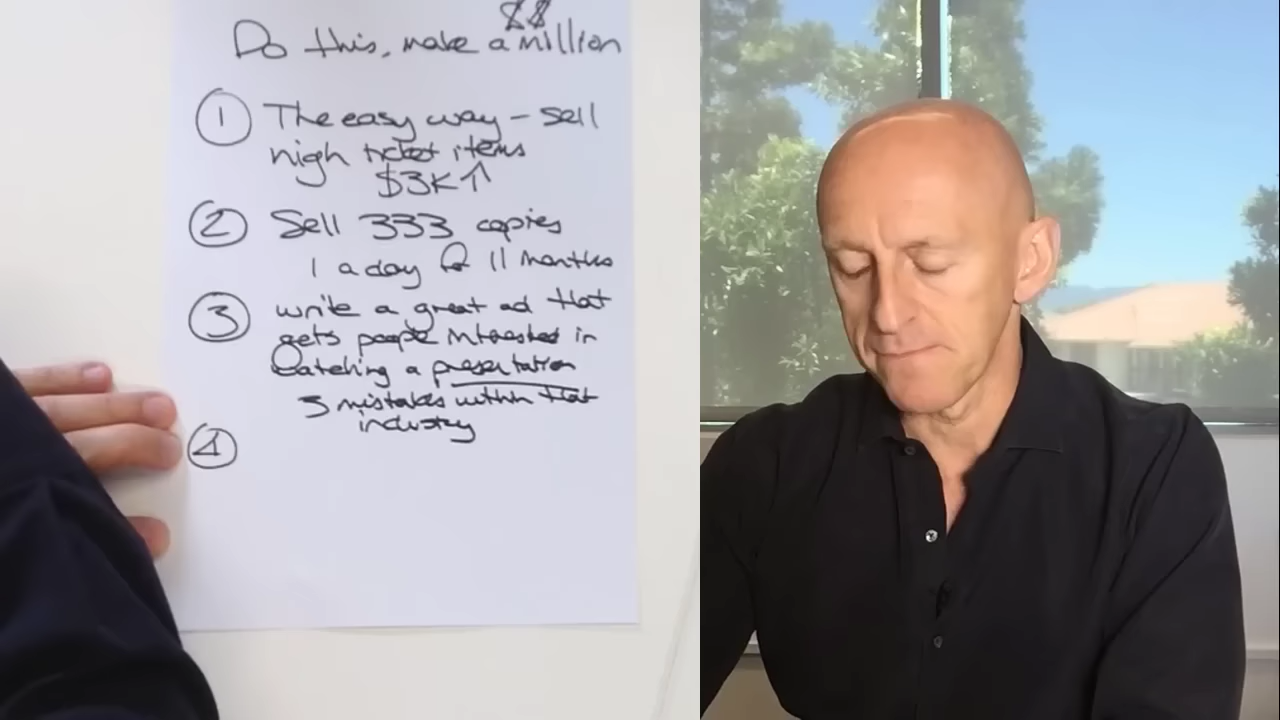 $$
Do this, make a million
1 The easy way – sell
high ticket items
$3K↑
2 Sell 333 copies
1 a day for 11 months
3 write a great ad that
gets people interested in
watching a presentation
3 mistakes within that
industry
4